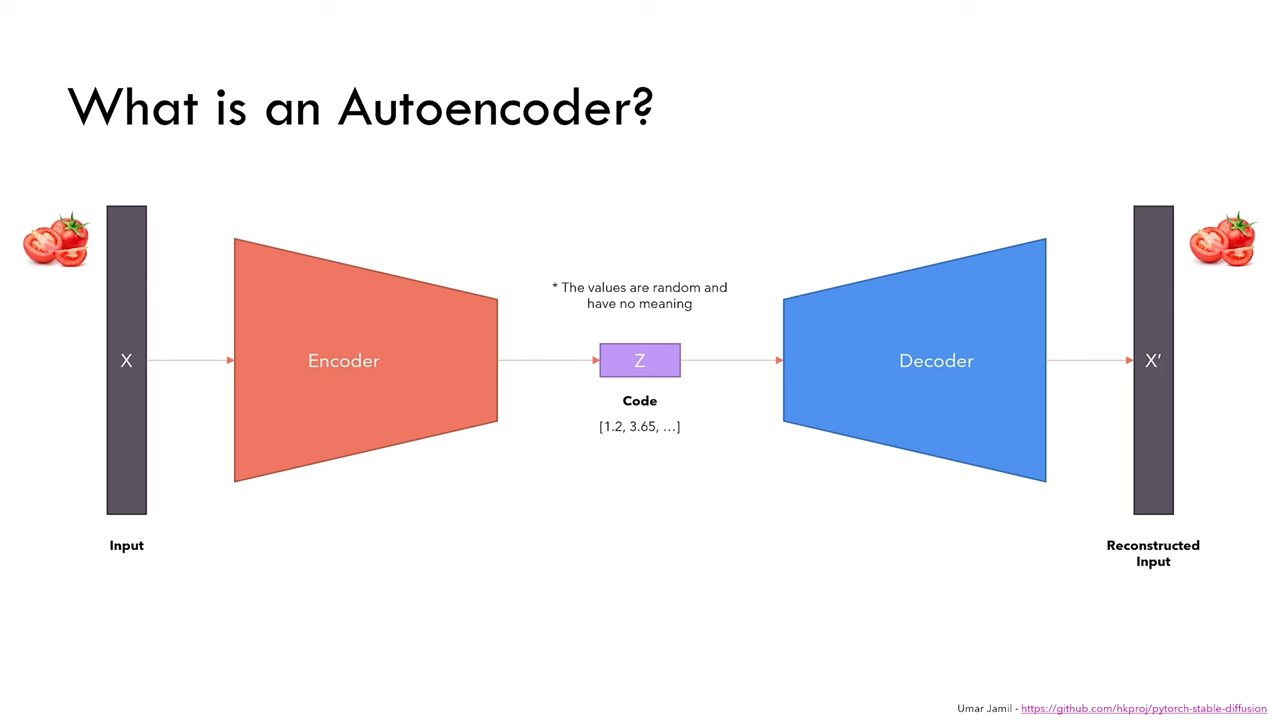 What is an Autoencoder?
* The values are random and
have no meaning
X
Encoder
Z
Decoder
X′
Code
[1.2, 3.65, …]
Input
Reconstructed
Input
Umar Jamil - https://github.com/hkproj/pytorch-stable-diffusion